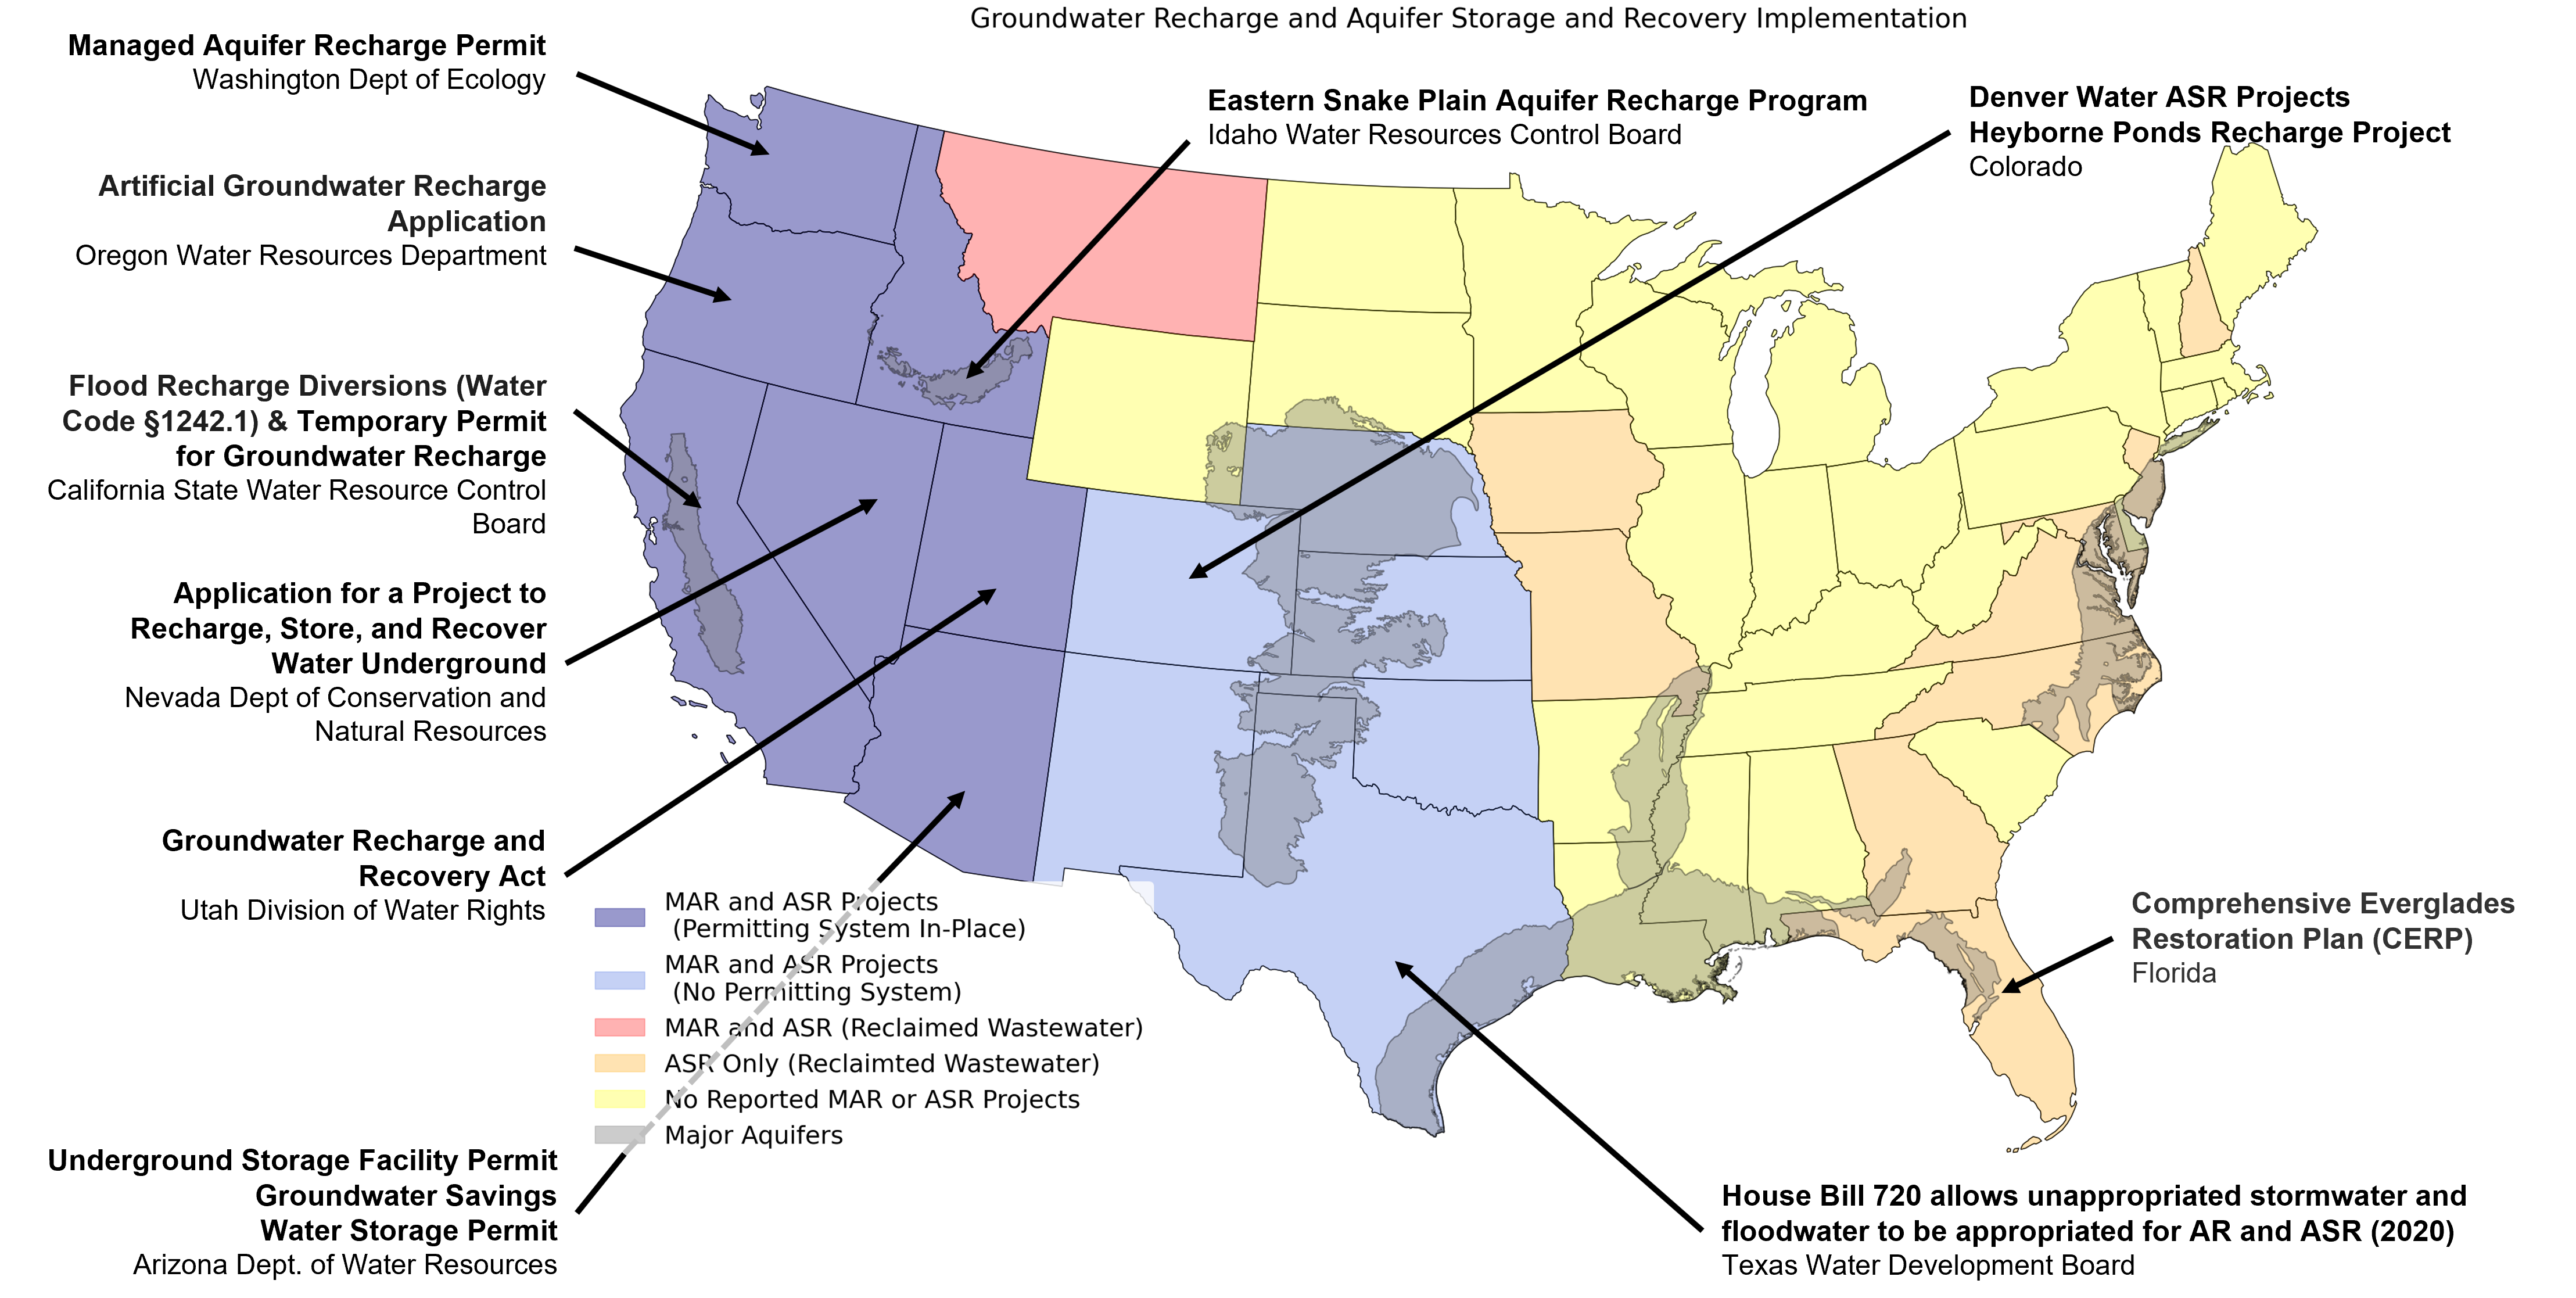 Groundwater Recharge and Aquifer Storage and Recovery Implementation
Managed Aquifer Recharge Permit
Washington Dept of Ecology
Artificial Groundwater Recharge
Application
Oregon Water Resources Department
Flood Recharge Diversions (Water
Code §1242.1) & Temporary Permit
for Groundwater Recharge
California State Water Resource Control
Board
Application for a Project to
Recharge, Store, and Recover
Water Underground
Nevada Dept of Conservation and
Natural Resources
Groundwater Recharge and
Recovery Act
Utah Division of Water Rights
Underground Storage Facility Permit
Groundwater Savings
Water Storage Permit
Arizona Dept. of Water Resources
Eastern Snake Plain Aquifer Recharge Program
Idaho Water Resources Control Board
Denver Water ASR Projects
Heyborne Ponds Recharge Project
Colorado
MAR and ASR Projects
(Permitting System In-Place)
MAR and ASR Projects
(No Permitting System)
MAR and ASR (Reclaimed Wastewater)
ASR Only (Reclaimted Wastewater)
No Reported MAR or ASR Projects
Major Aquifers
Comprehensive Everglades
Restoration Plan (CERP)
Florida
House Bill 720 allows unappropriated stormwater and
floodwater to be appropriated for AR and ASR (2020)
Texas Water Development Board